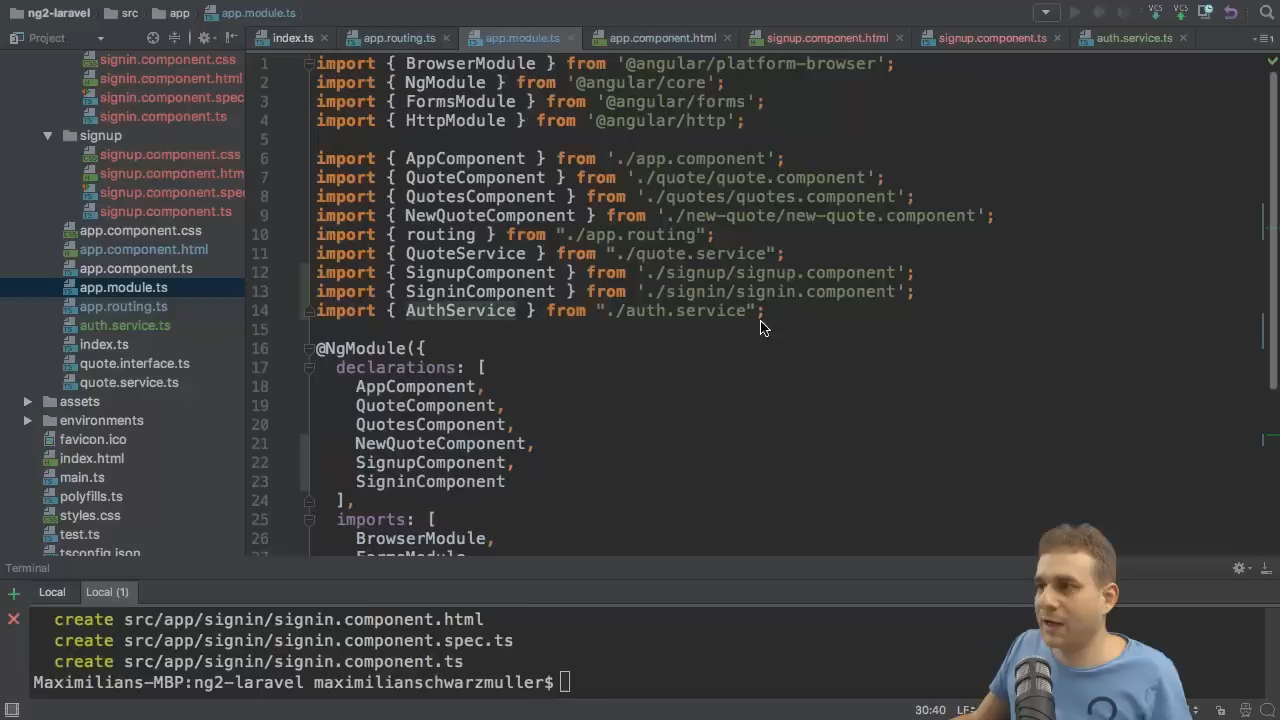 ng2-laravel src app app.module.ts
Project
index.ts app.routing.ts app.module.ts app.component.html signup.component.html signup.component.ts auth.service.ts
signin.component.css
signin.component.html
signin.component.spec
signin.component.ts
signup
signup.component.css
signup.component.htm
signup.component.spe
signup.component.ts
app.component.css
app.component.html
app.component.ts
app.module.ts
app.routing.ts
auth.service.ts
index.ts
quote.interface.ts
quote.service.ts
assets
environments
favicon.ico
index.html
main.ts
polyfills.ts
styles.css
test.ts
tsconfig.json
1 import { BrowserModule } from '@angular/platform-browser';
2 import { NgModule } from '@angular/core';
3 import { FormsModule } from '@angular/forms';
4 import { HttpModule } from '@angular/http';
5
6 import { AppComponent } from './app.component';
7 import { QuoteComponent } from './quote/quote.component';
8 import { QuotesComponent } from './quotes/quotes.component';
9 import { NewQuoteComponent } from './new-quote/new-quote.component';
10 import { routing } from "./app.routing";
11 import { QuoteService } from "./quote.service";
12 import { SignupComponent } from './signup/signup.component';
13 import { SigninComponent } from './signin/signin.component';
14 import { AuthService } from "./auth.service";
15
16 @NgModule({
17 declarations: [
18 AppComponent,
19 QuoteComponent,
20 QuotesComponent,
21 NewQuoteComponent,
22 SignupComponent,
23 SigninComponent
24 ],
25 imports: [
26 BrowserModule,
27 FormsModule
Terminal
Local Local (1)
create src/app/signin/signin.component.html
create src/app/signin/signin.component.spec.ts
create src/app/signin/signin.component.ts
Maximilians-MBP:ng2-laravel maximilianschwarzmuller$
30:40 LF
VCS VCS